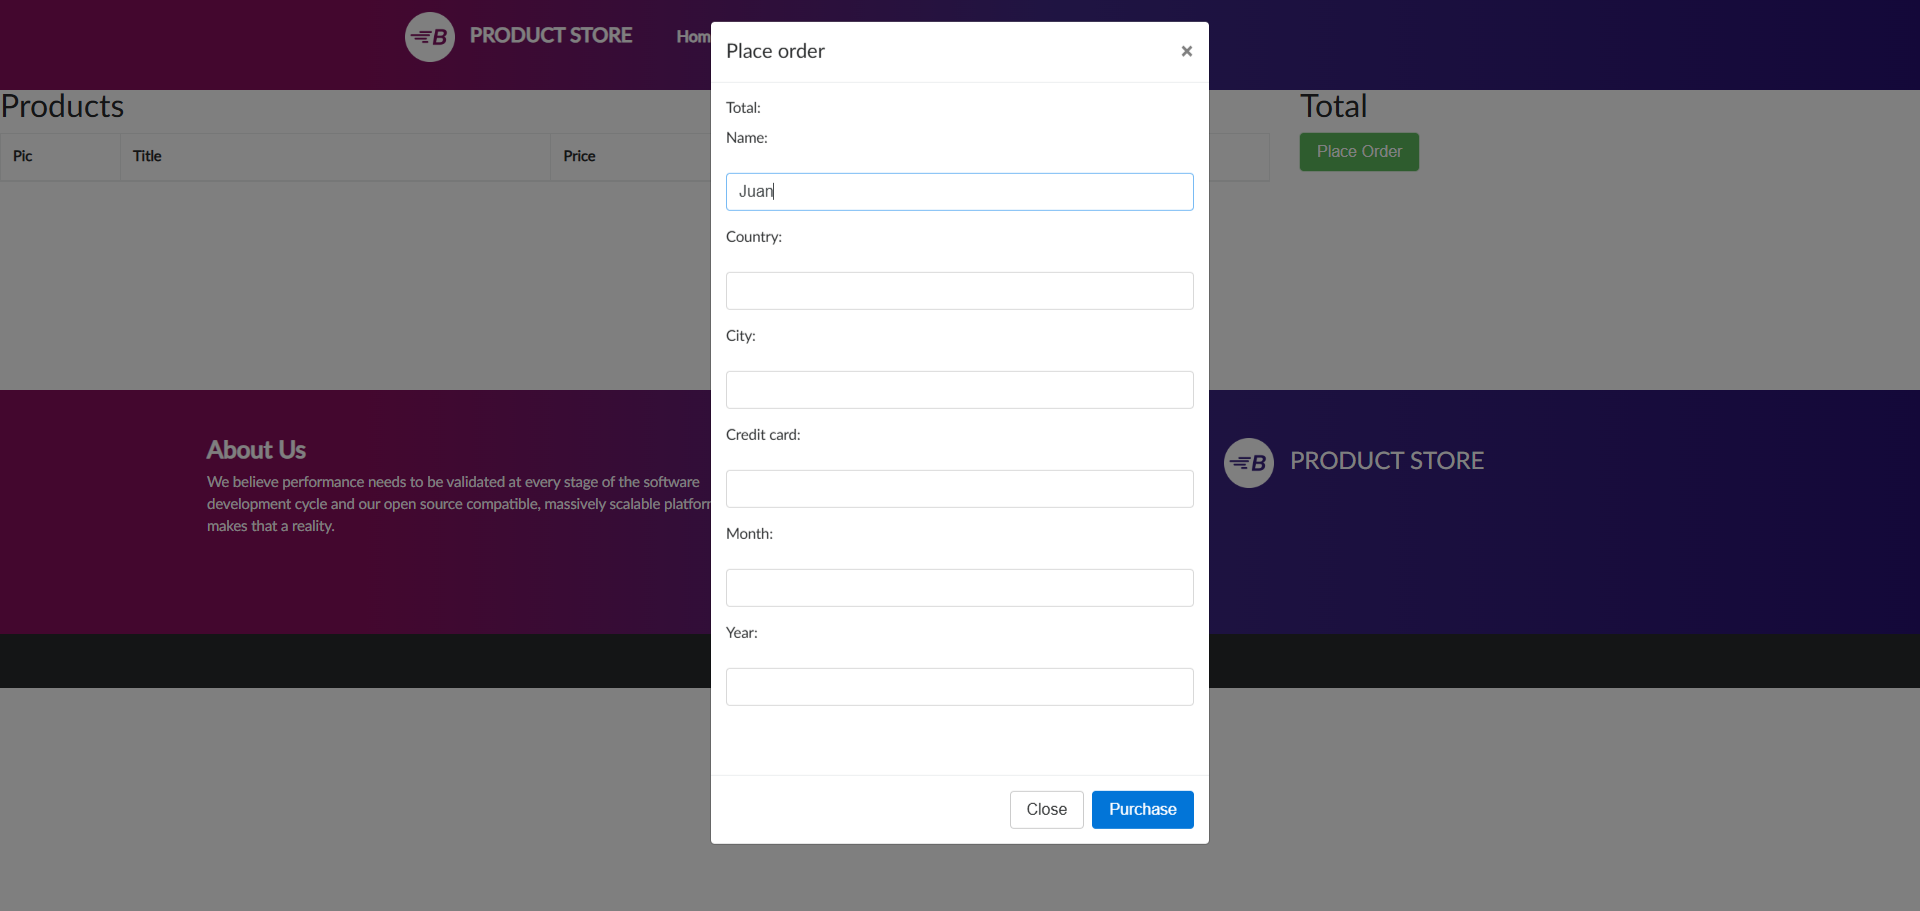 B PRODUCT STORE Hom
Place order ×
Products
Pic Title Price
Total
Place Order
Total:
Name:
Juan
Country:
City:
Credit card:
Month:
Year:
Close Purchase
About Us
We believe performance needs to be validated at every stage of the software
development cycle and our open source compatible, massively scalable platform
makes that a reality.
B PRODUCT STORE